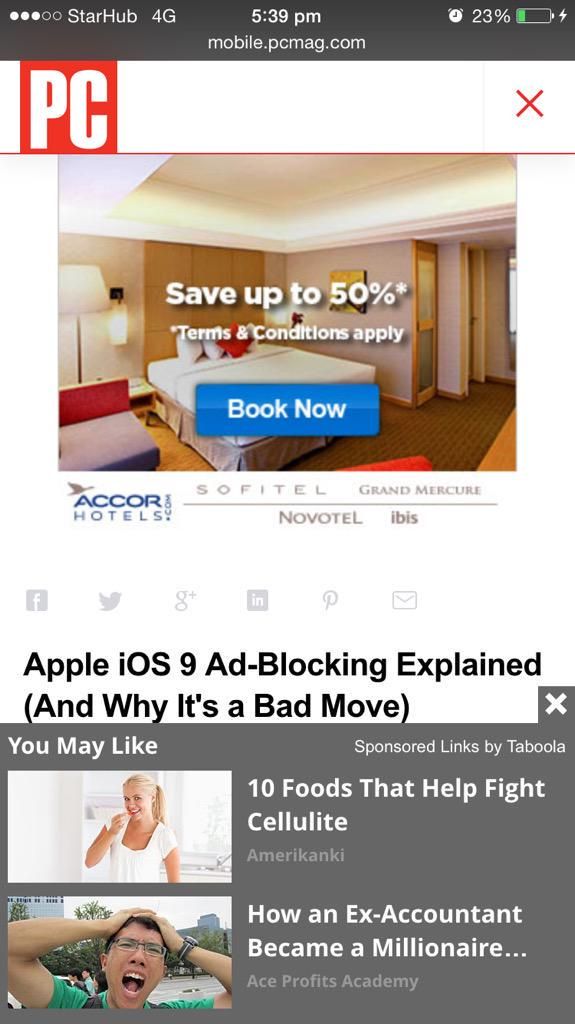 StarHub 4G 5:39 pm 23%
mobile.pcmag.com
PC
Save up to 50%*
*Terms & Conditions apply
Book Now
ACCOR
HOTELS.COM
SOFITEL GRAND MERCURE
NOVOTEL ibis
f g+ in
Apple iOS 9 Ad-Blocking Explained
(And Why It's a Bad Move)
You May Like Sponsored Links by Taboola
10 Foods That Help Fight
Cellulite
Amerikanki
How an Ex-Accountant
Became a Millionaire...
Ace Profits Academy